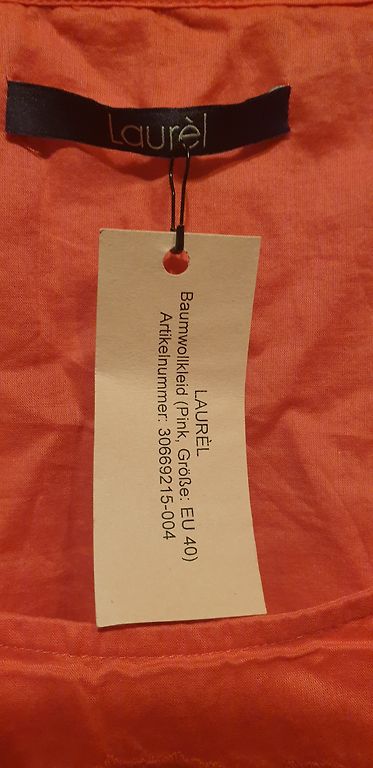 Laurèl
LAURÈL
Baumwollkleid (Pink, Größe: EU 40)
Artikelnummer: 30669215-004